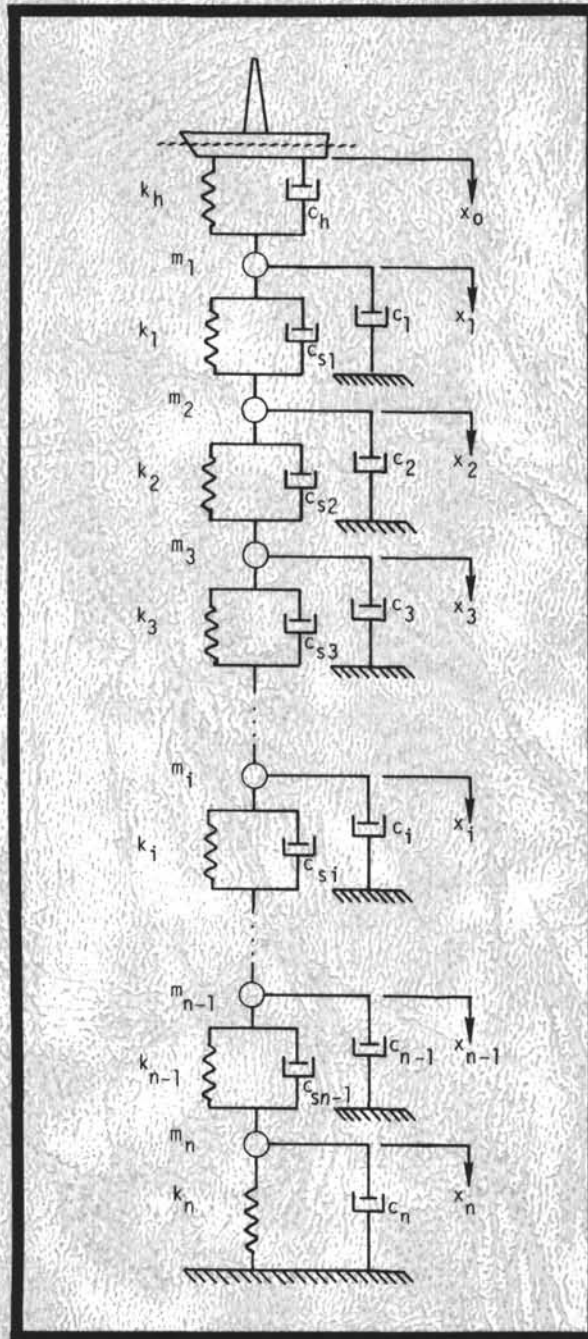 k_h c_h x_o
m_1
k_1 c_s1 c_1 x_1
m_2
k_2 c_s2 c_2 x_2
m_3
k_3 c_s3 c_3 x_3
m_i
k_i c_si c_i x_i
m_n-1
k_n-1 c_sn-1 c_n-1 x_n-1
m_n
k_n c_n x_n